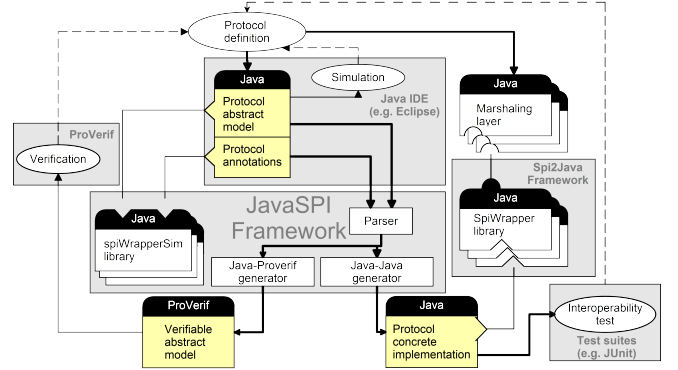 Protocol
definition
Java
Simulation
Java
Protocol
abstract
model
Java IDE
(e.g. Eclipse)
Marshaling
layer
ProVerif
Verification
Protocol
annotations
Spi2Java
Framework
JavaSPI
Framework
Java
SpiWrapper
library
Java
spiWrapperSim
library
Parser
Java-Proverif
generator
Java-Java
generator
ProVerif
Verifiable
abstract
model
Java
Protocol
concrete
implementation
Interoperability
test
Test suites
(e.g. JUnit)